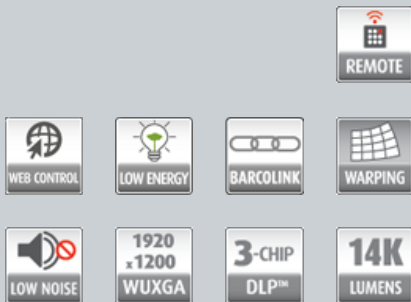 REMOTE
WEB CONTROL
LOW ENERGY
BARCOLINK
WARPING
LOW NOISE
1920
x1200
WUXGA
3-CHIP
DLP™
14K
LUMENS